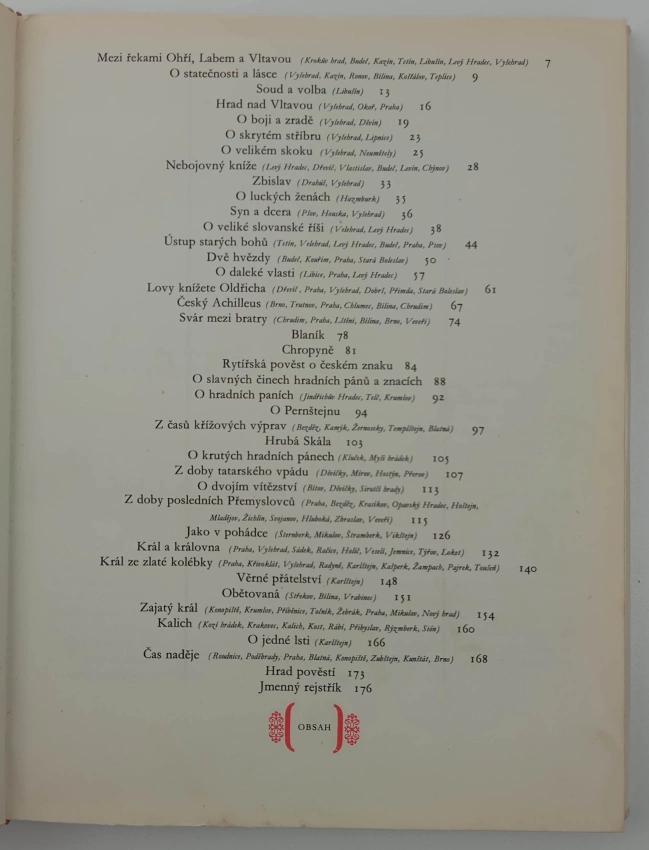 Mezi řekami Ohří, Labem a Vltavou (Krokův hrad, Budeč, Kazín, Tetín, Libušín, Levý Hradec, Vyšehrad) 7
O statečnosti a lásce (Vyšehrad, Kazín, Ronov, Bílina, Košťálov, Teplice) 9
Soud a volba (Libušín) 13
Hrad nad Vltavou (Vyšehrad, Okoř, Praha) 16
O boji a zradě (Vyšehrad, Děvín) 19
O skrytém stříbru (Vyšehrad, Lipnice) 23
O velikém skoku (Vyšehrad, Neumětely) 25
Nebojovný kníže (Levý Hradec, Dřevíč, Vlastislav, Budeč, Levín, Chýnov) 28
Zbislav (Drahúš, Vyšehrad) 33
O luckých ženách (Hazmburk) 35
Syn a dcera (Pšov, Houska, Vyšehrad) 36
O veliké slovanské říši (Velehrad, Levý Hradec) 38
Ústup starých bohů (Tetín, Velehrad, Levý Hradec, Budeč, Praha, Psov) 44
Dvě hvězdy (Budeč, Kouřim, Praha, Stará Boleslav) 50
O daleké vlasti (Libice, Praha, Levý Hradec) 57
Lovy knížete Oldřicha (Dřevíč, Praha, Vyšehrad, Dobrš, Přimda, Stará Boleslav) 61
Český Achilleus (Brno, Trutnov, Praha, Chlumec, Bílina, Chrudim) 67
Svár mezi bratry (Chrudim, Praha, Lštění, Bílina, Brno, Veveří) 74
Blaník 78
Chropyně 81
Rytířská pověst o českém znaku 84
O slavných činech hradních pánů a znacích 88
O hradních paních (Jindřichův Hradec, Telč, Krumlov) 92
O Pernštejnu 94
Z časů křížových výprav (Bezděz, Kamýk, Žernoseky, Templštejn, Blatná) 97
Hrubá Skála 103
O krutých hradních pánech (Kluček, Myší hrádek) 105
Z doby tatarského vpádu (Děvičky, Mírov, Hostýn, Přerov) 107
O dvojím vítězství (Bítov, Děvičky, Sirotčí hrady) 113
Z doby posledních Přemyslovců (Praha, Bezděz, Krasíkov, Oparský Hradec, Hoštejn,
Mladějov, Žichlin, Svojanov, Hluboká, Zbraslav, Veveří) 115
Jako v pohádce (Šternberk, Mikulov, Štramberk, Vikštejn) 126
Král a královna (Praha, Vyšehrad, Sádek, Račice, Holíč, Veselí, Jemnice, Týřov, Loket) 132
Král ze zlaté kolébky (Praha, Křivoklát, Vyšehrad, Radyně, Karlštejn, Kašperk, Žampach, Pajrek, Toušeň) 140
Věrné přátelství (Karlštejn) 148
Obětovaná (Střekov, Bílina, Vrabinec) 151
Zajatý král (Konopiště, Krumlov, Příběnice, Točník, Žebrák, Praha, Mikulov, Nový hrad) 154
Kalich (Kozí hrádek, Krakovec, Kalich, Kost, Rábí, Přibyslav, Rýzmberk, Sión) 160
O jedné lsti (Karlštejn) 166
Čas naděje (Roudnice, Poděbrady, Praha, Blatná, Konopiště, Zubštejn, Kunštát, Brno) 168
Hrad pověstí 173
Jmenný rejstřík 176
OBSAH